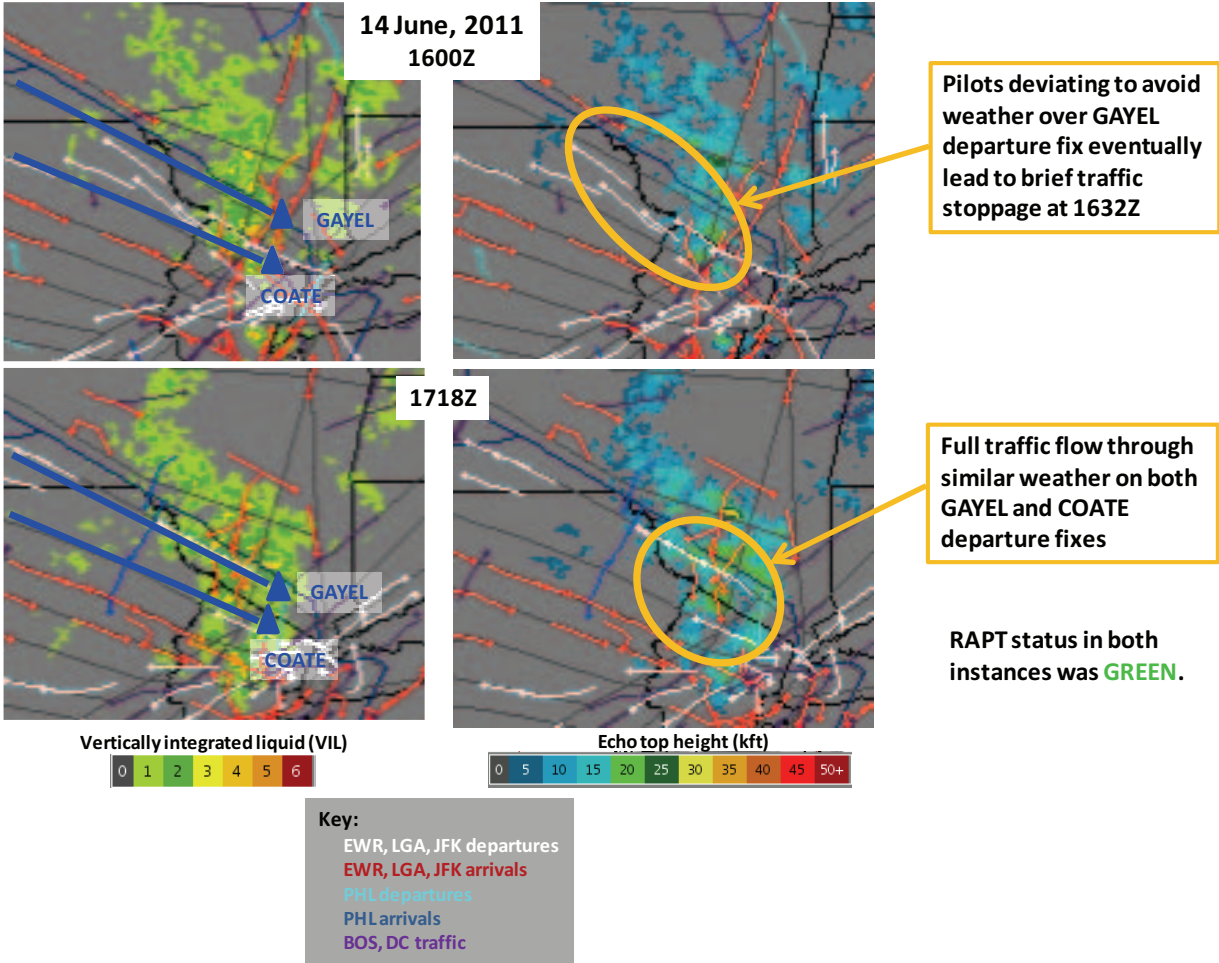 14 June, 2011
1600Z
GAYEL
COATE
Pilots deviating to avoid
weather over GAYEL
departure fix eventually
lead to brief traffic
stoppage at 1632Z
1718Z
GAYEL
COATE
Full traffic flow through
similar weather on both
GAYEL and COATE
departure fixes
RAPT status in both
instances was GREEN.
Vertically integrated liquid (VIL)
0 1 2 3 4 5 6
Echo top height (kft)
0 5 10 15 20 25 30 35 40 45 50+
Key:
EWR, LGA, JFK departures
EWR, LGA, JFK arrivals
PHL departures
PHL arrivals
BOS, DC traffic